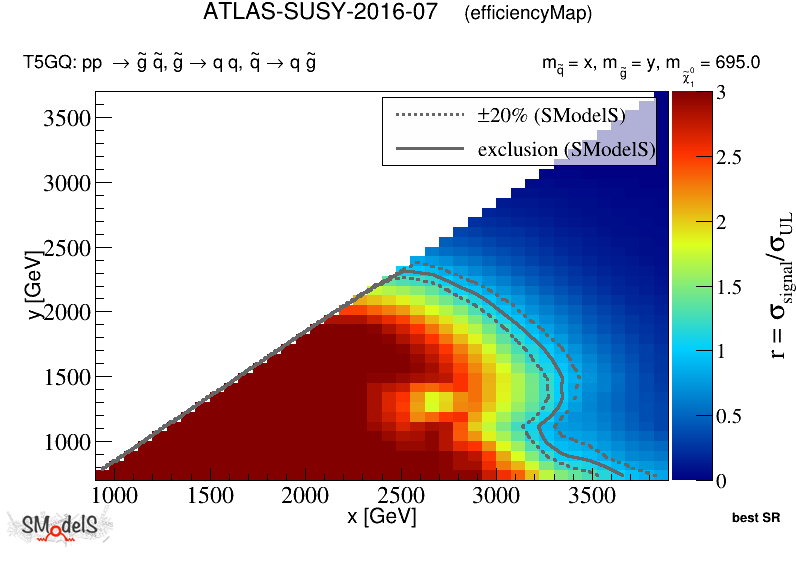 ATLAS-SUSY-2016-07 (efficiencyMap)
T5GQ: pp → g̃ q̃, g̃ → q q, q̃ → q g̃ m_q̃ = x, m_g̃ = y, m_χ̃₁⁰ = 695.0
±20% (SModelS)
exclusion (SModelS)
3500
3000
2500
2000
1500
1000
y [GeV]
1000 1500 2000 2500 3000 3500
x [GeV]
3
2.5
2
1.5
1
0.5
0
r = σ_signal/σ_UL
SModelS
best SR